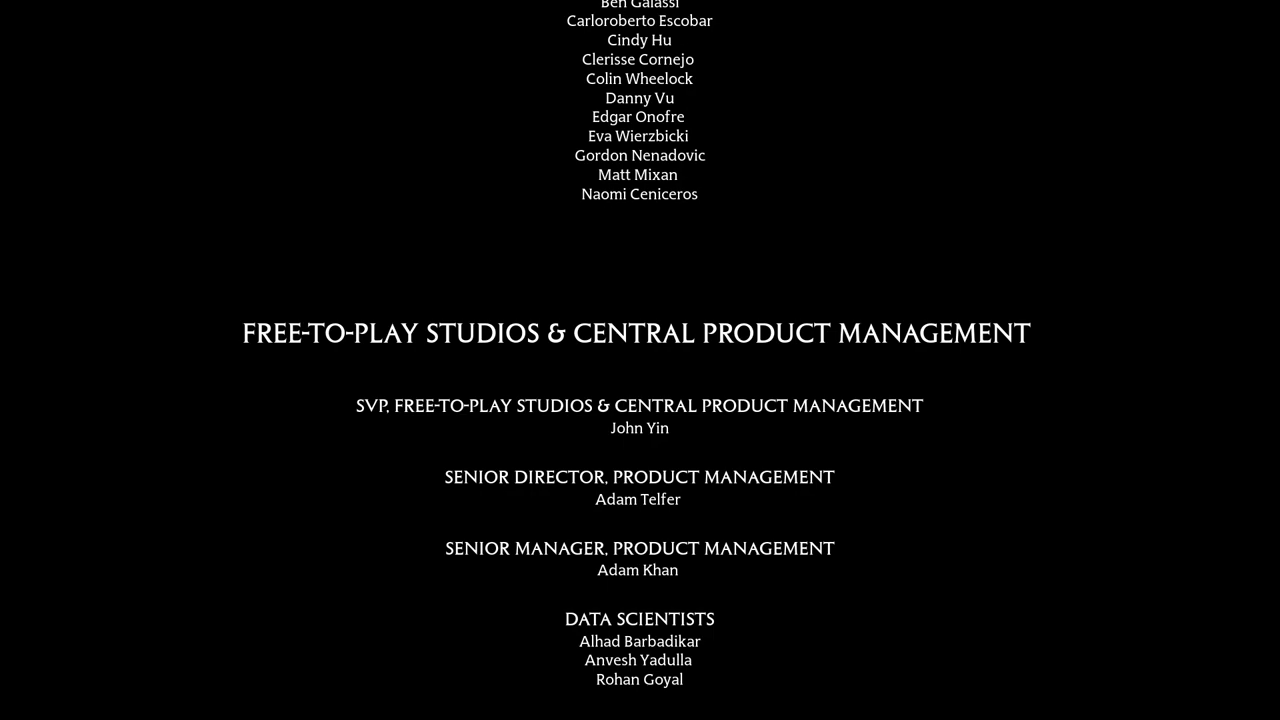 Ben Galassi
Carloroberto Escobar
Cindy Hu
Clerisse Cornejo
Colin Wheelock
Danny Vu
Edgar Onofre
Eva Wierzbicki
Gordon Nenadovic
Matt Mixan
Naomi Ceniceros
FREE-TO-PLAY STUDIOS & CENTRAL PRODUCT MANAGEMENT
SVP, FREE-TO-PLAY STUDIOS & CENTRAL PRODUCT MANAGEMENT
John Yin
SENIOR DIRECTOR, PRODUCT MANAGEMENT
Adam Telfer
SENIOR MANAGER, PRODUCT MANAGEMENT
Adam Khan
DATA SCIENTISTS
Alhad Barbadikar
Anvesh Yadulla
Rohan Goyal